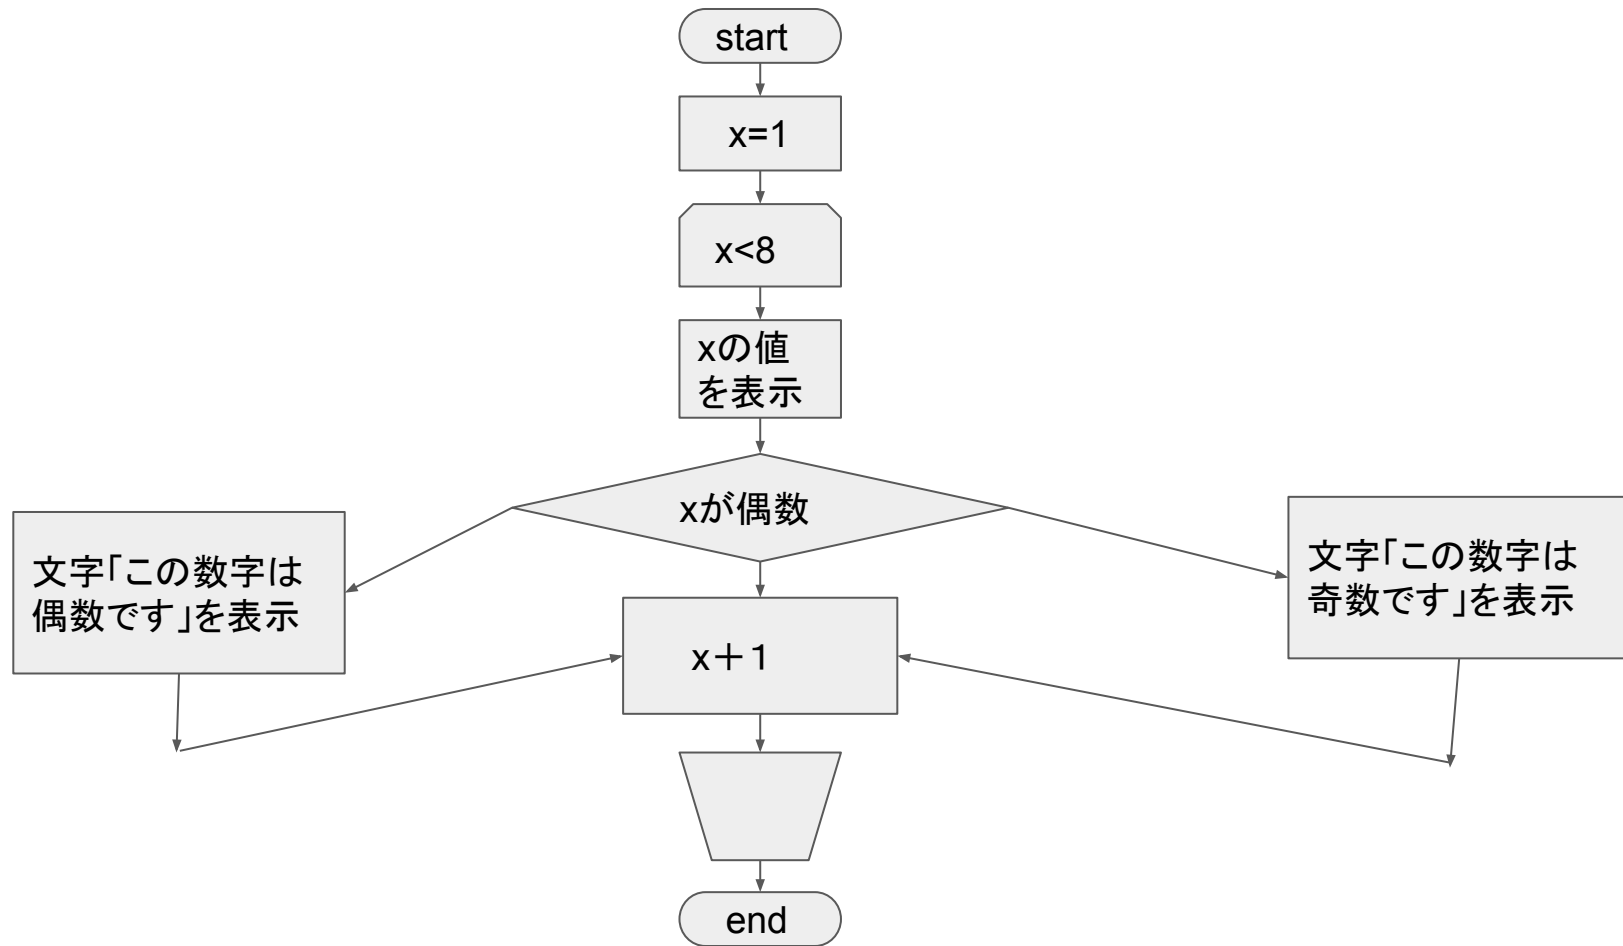 start
x=1
x<8
xの値
を表示
xが偶数
文字「この数字は
偶数です」を表示
文字「この数字は
奇数です」を表示
x＋1
end